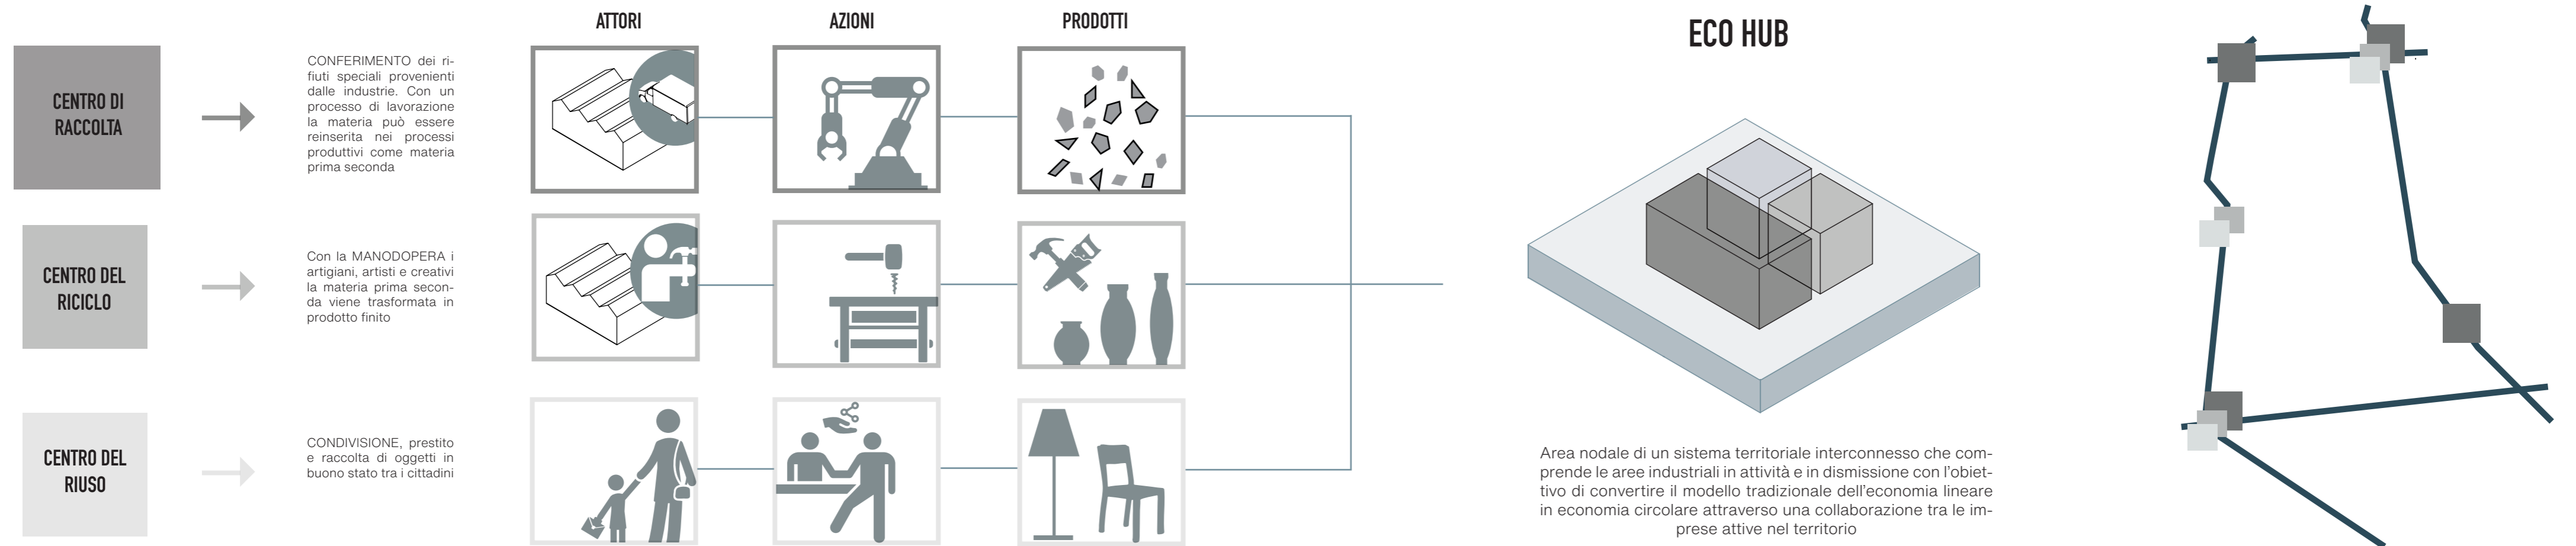 ATTORI
AZIONI
PRODOTTI
ECO HUB
CENTRO DI
RACCOLTA
CONFERIMENTO dei ri-
fiuti speciali provenienti
dalle industrie. Con un
processo di lavorazione
la materia può essere
reinserita nei processi
produttivi come materia
prima seconda
CENTRO DEL
RICICLO
Con la MANODOPERA i
artigiani, artisti e creativi
la materia prima secon-
da viene trasformata in
prodotto finito
CENTRO DEL
RIUSO
CONDIVISIONE, prestito
e raccolta di oggetti in
buono stato tra i cittadini
Area nodale di un sistema territoriale interconnesso che com-
prende le aree industriali in attività e in dismissione con l'obiet-
tivo di convertire il modello tradizionale dell'economia lineare
in economia circolare attraverso una collaborazione tra le im-
prese attive nel territorio